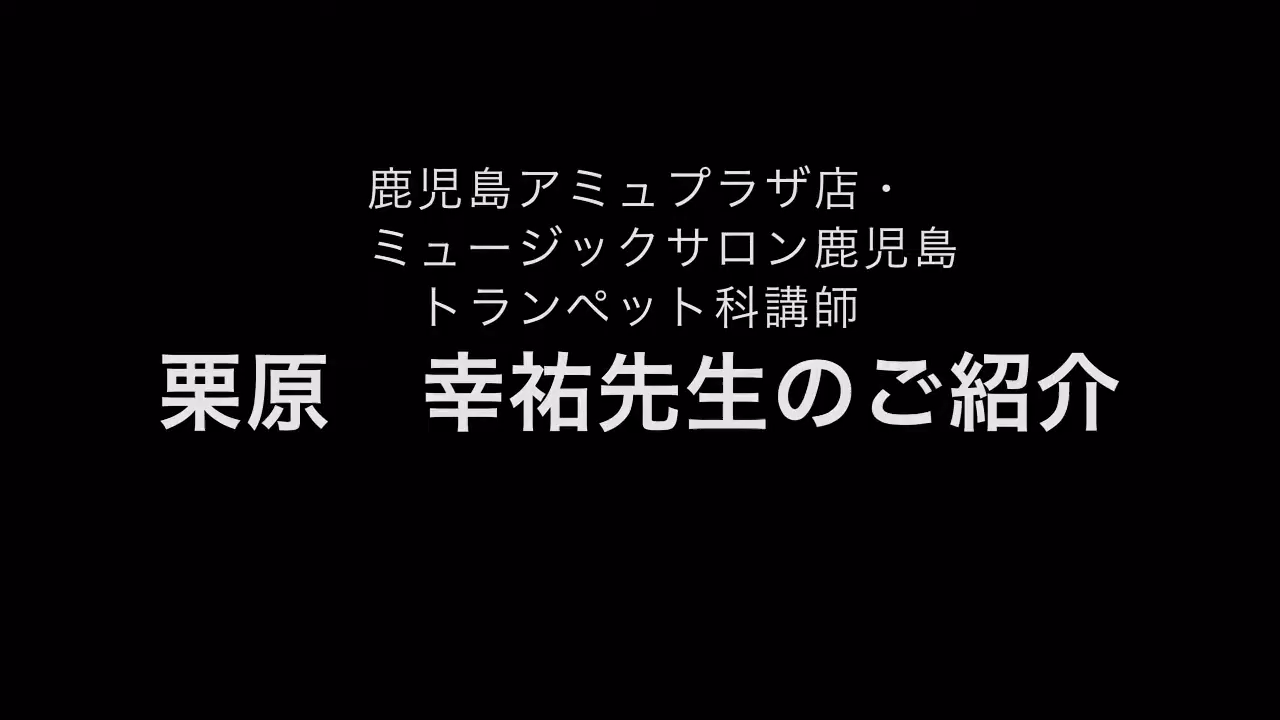 鹿児島アミュプラザ店・
ミュージックサロン鹿児島
トランペット科講師
栗原　幸祐先生のご紹介